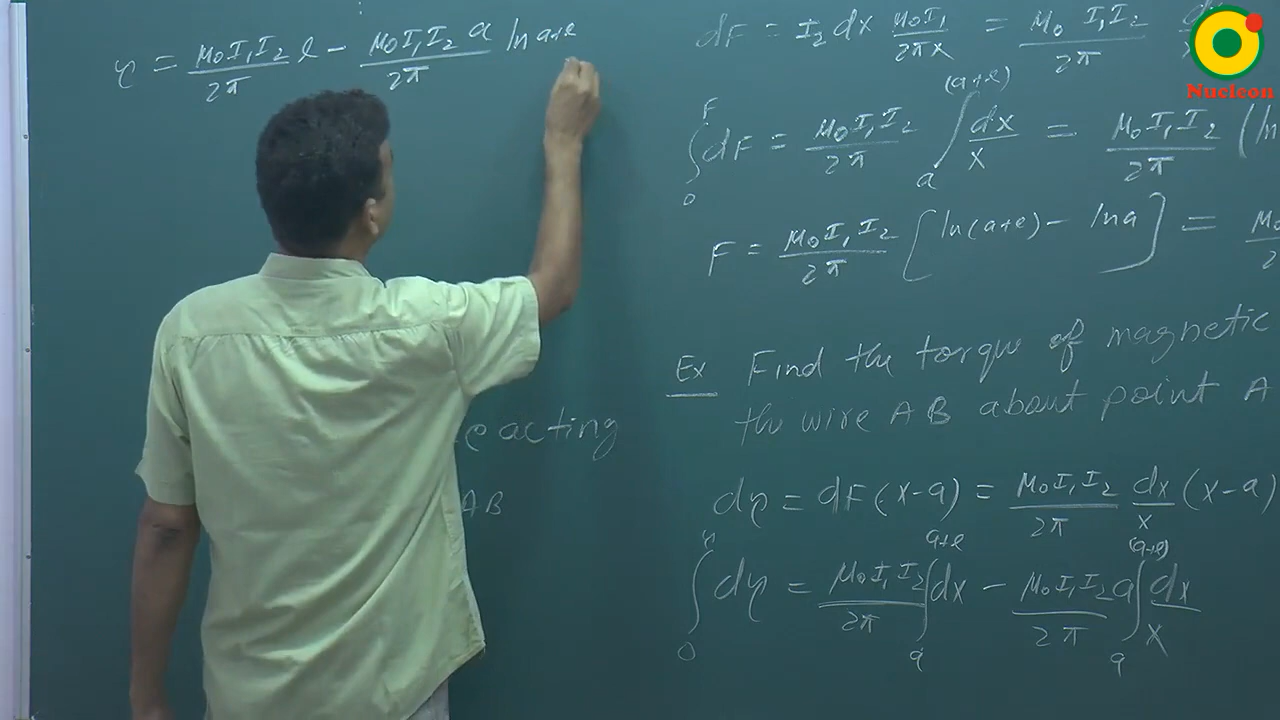 τ = μ₀I₁I₂/2π l − μ₀I₁I₂ a/2π ln a+l
e acting
AB
dF = I₂ dx μ₀I₁/2πx = μ₀ I₁I₂/2π
Nucleon
∫₀^F dF = μ₀I₁I₂/2π ∫ₐ^(a+l) dx/x = μ₀I₁I₂/2π (ln
F = μ₀I₁I₂/2π [ln(a+l) − ln a] =
Ex Find the torque of magnetic
the wire AB about point A
dτ = dF(x−a) = μ₀I₁I₂/2π dx/x (x−a)
∫₀^τ dτ = μ₀I₁I₂/2π ∫ₐ^a+l dx − μ₀I₁I₂ a/2π ∫ₐ^(a+l) dx/x